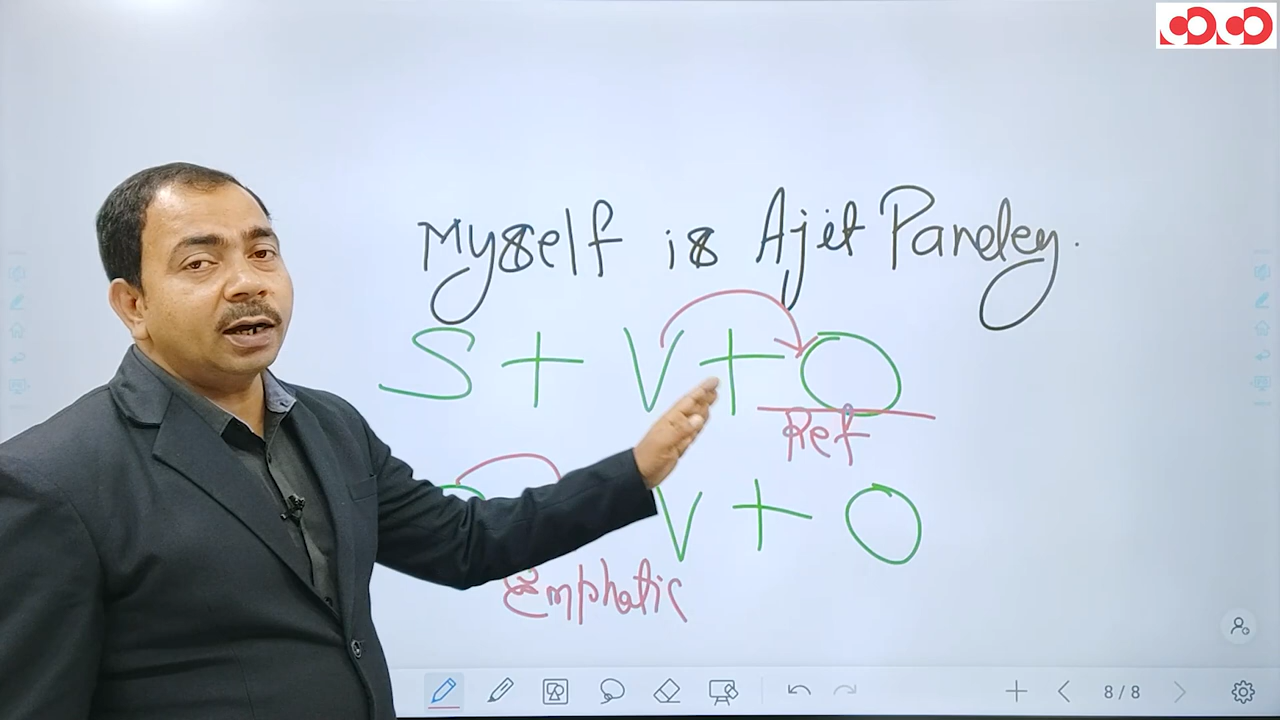 Myself is Ajit Pandey.
S + V + O
Ref
V + O
Emphatic
8/8